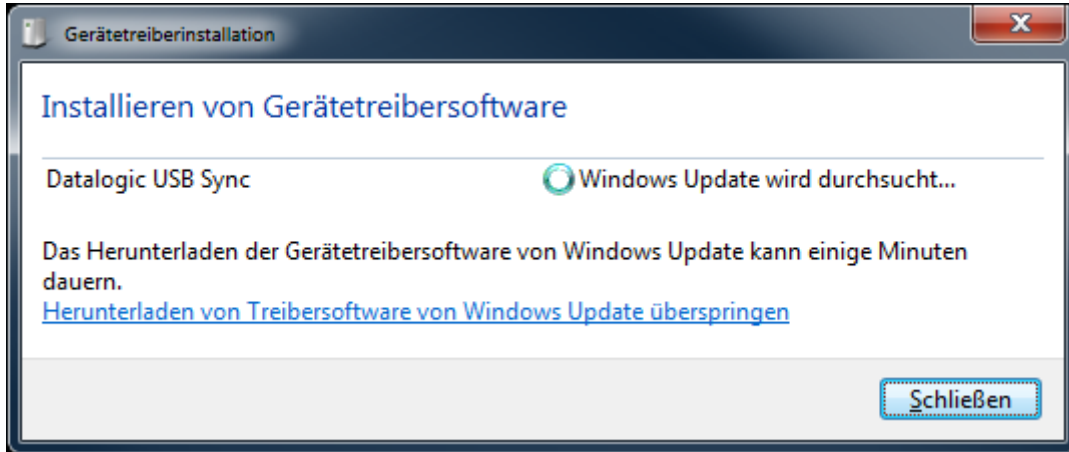 Gerätetreiberinstallation
Installieren von Gerätetreibersoftware
Datalogic USB Sync Windows Update wird durchsucht...
Das Herunterladen der Gerätetreibersoftware von Windows Update kann einige Minuten
dauern.
Herunterladen von Treibersoftware von Windows Update überspringen
Schließen